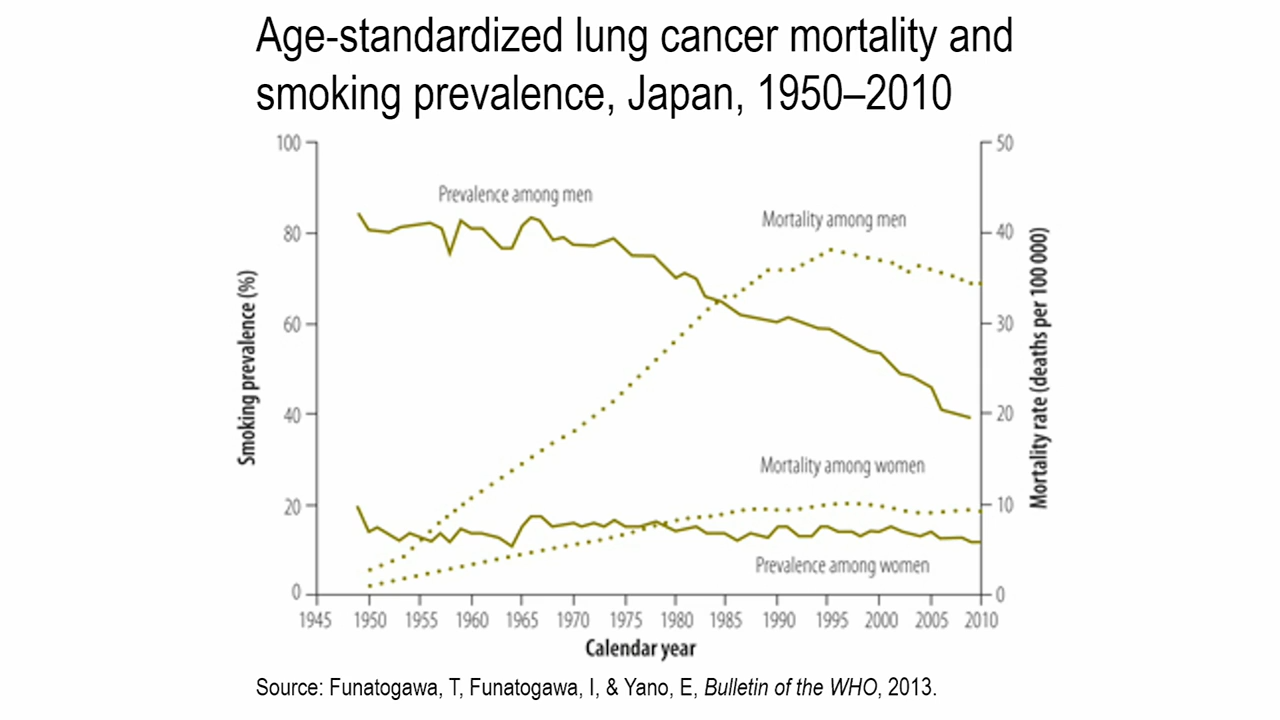 Age-standardized lung cancer mortality and
smoking prevalence, Japan, 1950–2010
100
80
60
40
20
0
Smoking prevalence (%)
Prevalence among men
Mortality among men
Mortality among women
Prevalence among women
50
40
30
20
10
0
Mortality rate (deaths per 100 000)
1945 1950 1955 1960 1965 1970 1975 1980 1985 1990 1995 2000 2005 2010
Calendar year
Source: Funatogawa, T, Funatogawa, I, & Yano, E, Bulletin of the WHO, 2013.